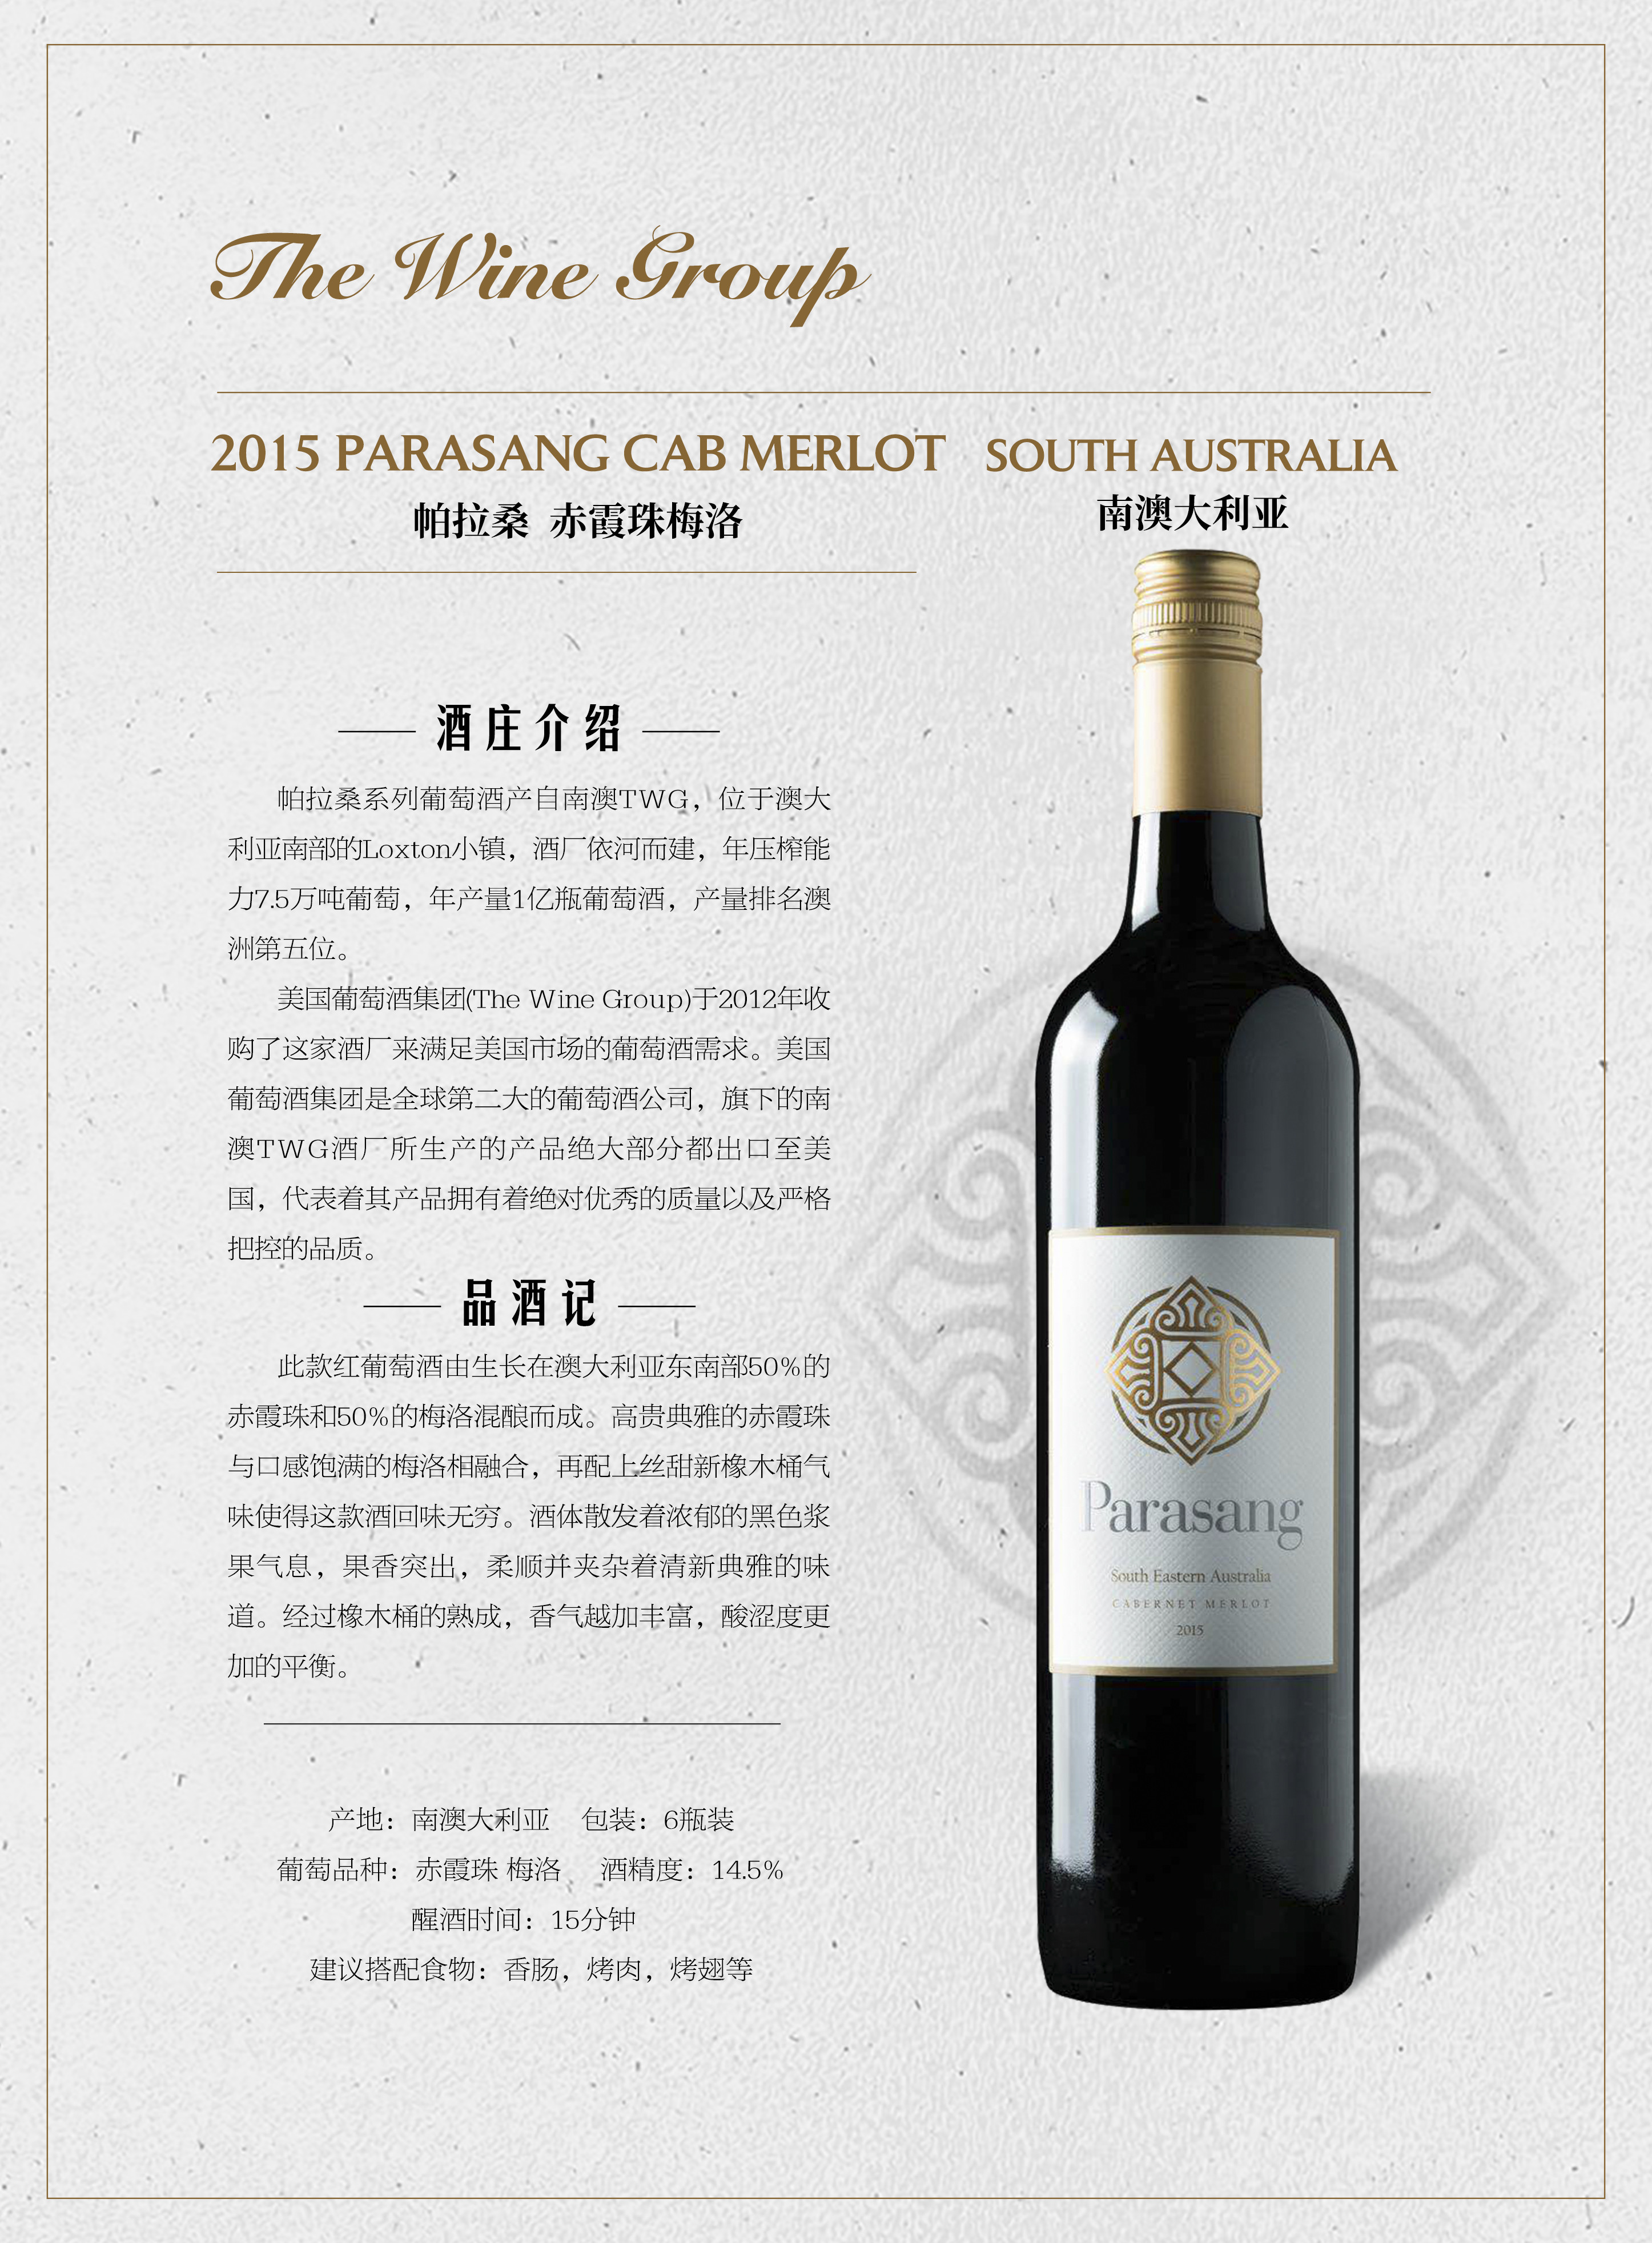 The Wine Group
2015 PARASANG CAB MERLOT SOUTH AUSTRALIA
帕拉桑 赤霞珠梅洛 南澳大利亚
酒庄介绍
帕拉桑系列葡萄酒产自南澳TWG，位于澳大
利亚南部的Loxton小镇，酒厂依河而建，年压榨能
力7.5万吨葡萄，年产量1亿瓶葡萄酒，产量排名澳
洲第五位。
美国葡萄酒集团(The Wine Group)于2012年收
购了这家酒厂来满足美国市场的葡萄酒需求。美国
葡萄酒集团是全球第二大的葡萄酒公司，旗下的南
澳TWG酒厂所生产的产品绝大部分都出口至美
国，代表着其产品拥有着绝对优秀的质量以及严格
把控的品质。
品酒记
此款红葡萄酒由生长在澳大利亚东南部50%的
赤霞珠和50%的梅洛混酿而成。高贵典雅的赤霞珠
与口感饱满的梅洛相融合，再配上丝甜新橡木桶气
味使得这款酒回味无穷。酒体散发着浓郁的黑色浆
果气息，果香突出，柔顺并夹杂着清新典雅的味
道。经过橡木桶的熟成，香气越加丰富，酸涩度更
加的平衡。
产地：南澳大利亚 包装：6瓶装
葡萄品种：赤霞珠 梅洛 酒精度：14.5%
醒酒时间：15分钟
建议搭配食物：香肠，烤肉，烤翅等
Parasang
South Eastern Australia
CABERNET MERLOT
2015